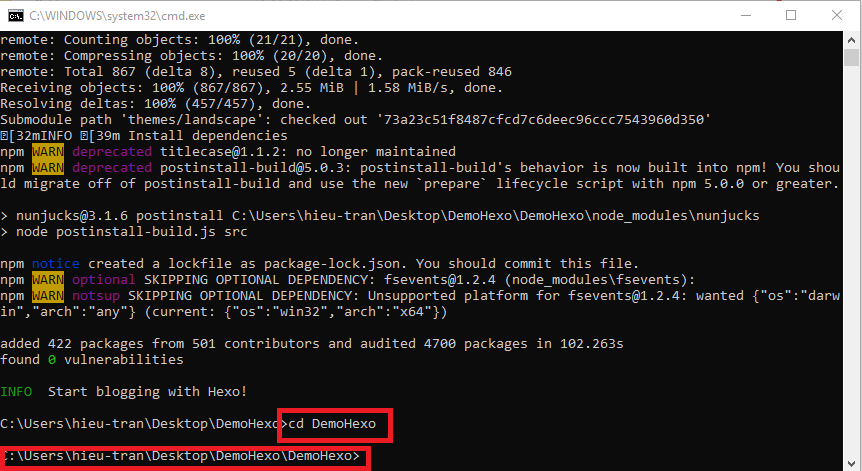 C:\WINDOWS\system32\cmd.exe
remote: Counting objects: 100% (21/21), done.
remote: Compressing objects: 100% (20/20), done.
remote: Total 867 (delta 8), reused 5 (delta 1), pack-reused 846
Receiving objects: 100% (867/867), 2.55 MiB | 1.58 MiB/s, done.
Resolving deltas: 100% (457/457), done.
Submodule path 'themes/landscape': checked out '73a23c51f8487cfcd7c6deec96ccc7543960d350'
[32mINFO [39m Install dependencies
npm WARN deprecated titlecase@1.1.2: no longer maintained
npm WARN deprecated postinstall-build@5.0.3: postinstall-build's behavior is now built into npm! You shou
ld migrate off of postinstall-build and use the new `prepare` lifecycle script with npm 5.0.0 or greater.
> nunjucks@3.1.6 postinstall C:\Users\hieu-tran\Desktop\DemoHexo\DemoHexo\node_modules\nunjucks
> node postinstall-build.js src
npm notice created a lockfile as package-lock.json. You should commit this file.
npm WARN optional SKIPPING OPTIONAL DEPENDENCY: fsevents@1.2.4 (node_modules\fsevents):
npm WARN notsup SKIPPING OPTIONAL DEPENDENCY: Unsupported platform for fsevents@1.2.4: wanted {"os":"darw
in","arch":"any"} (current: {"os":"win32","arch":"x64"})
added 422 packages from 501 contributors and audited 4700 packages in 102.263s
found 0 vulnerabilities
INFO  Start blogging with Hexo!
C:\Users\hieu-tran\Desktop\DemoHexo>cd DemoHexo
C:\Users\hieu-tran\Desktop\DemoHexo\DemoHexo>